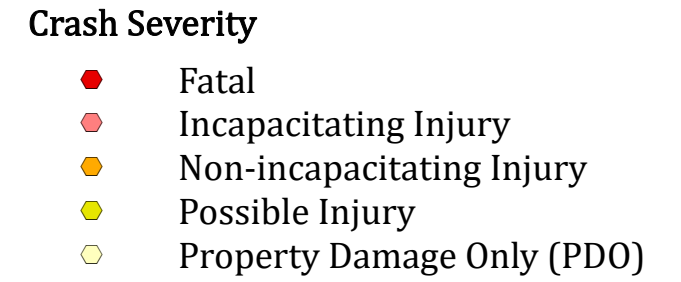 Crash Severity
Fatal
Incapacitating Injury
Non-incapacitating Injury
Possible Injury
Property Damage Only (PDO)